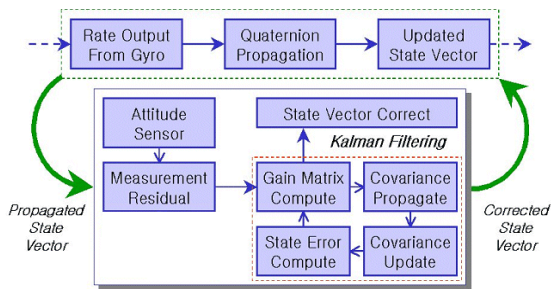 Rate Output
From Gyro
Quaternion
Propagation
Updated
State Vector
Attitude
Sensor
State Vector Correct
Kalman Filtering
Measurement
Residual
Gain Matrix
Compute
Covariance
Propagate
State Error
Compute
Covariance
Update
Propagated
State
Vector
Corrected
State
Vector